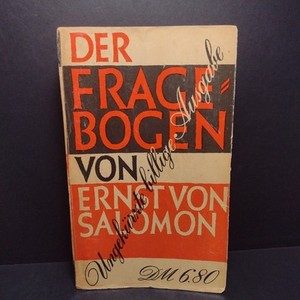 DER
FRAGE=
BOGEN
VON
ERNST VON
SALOMON
Ungekürzte billige Ausgabe
DM 6.80